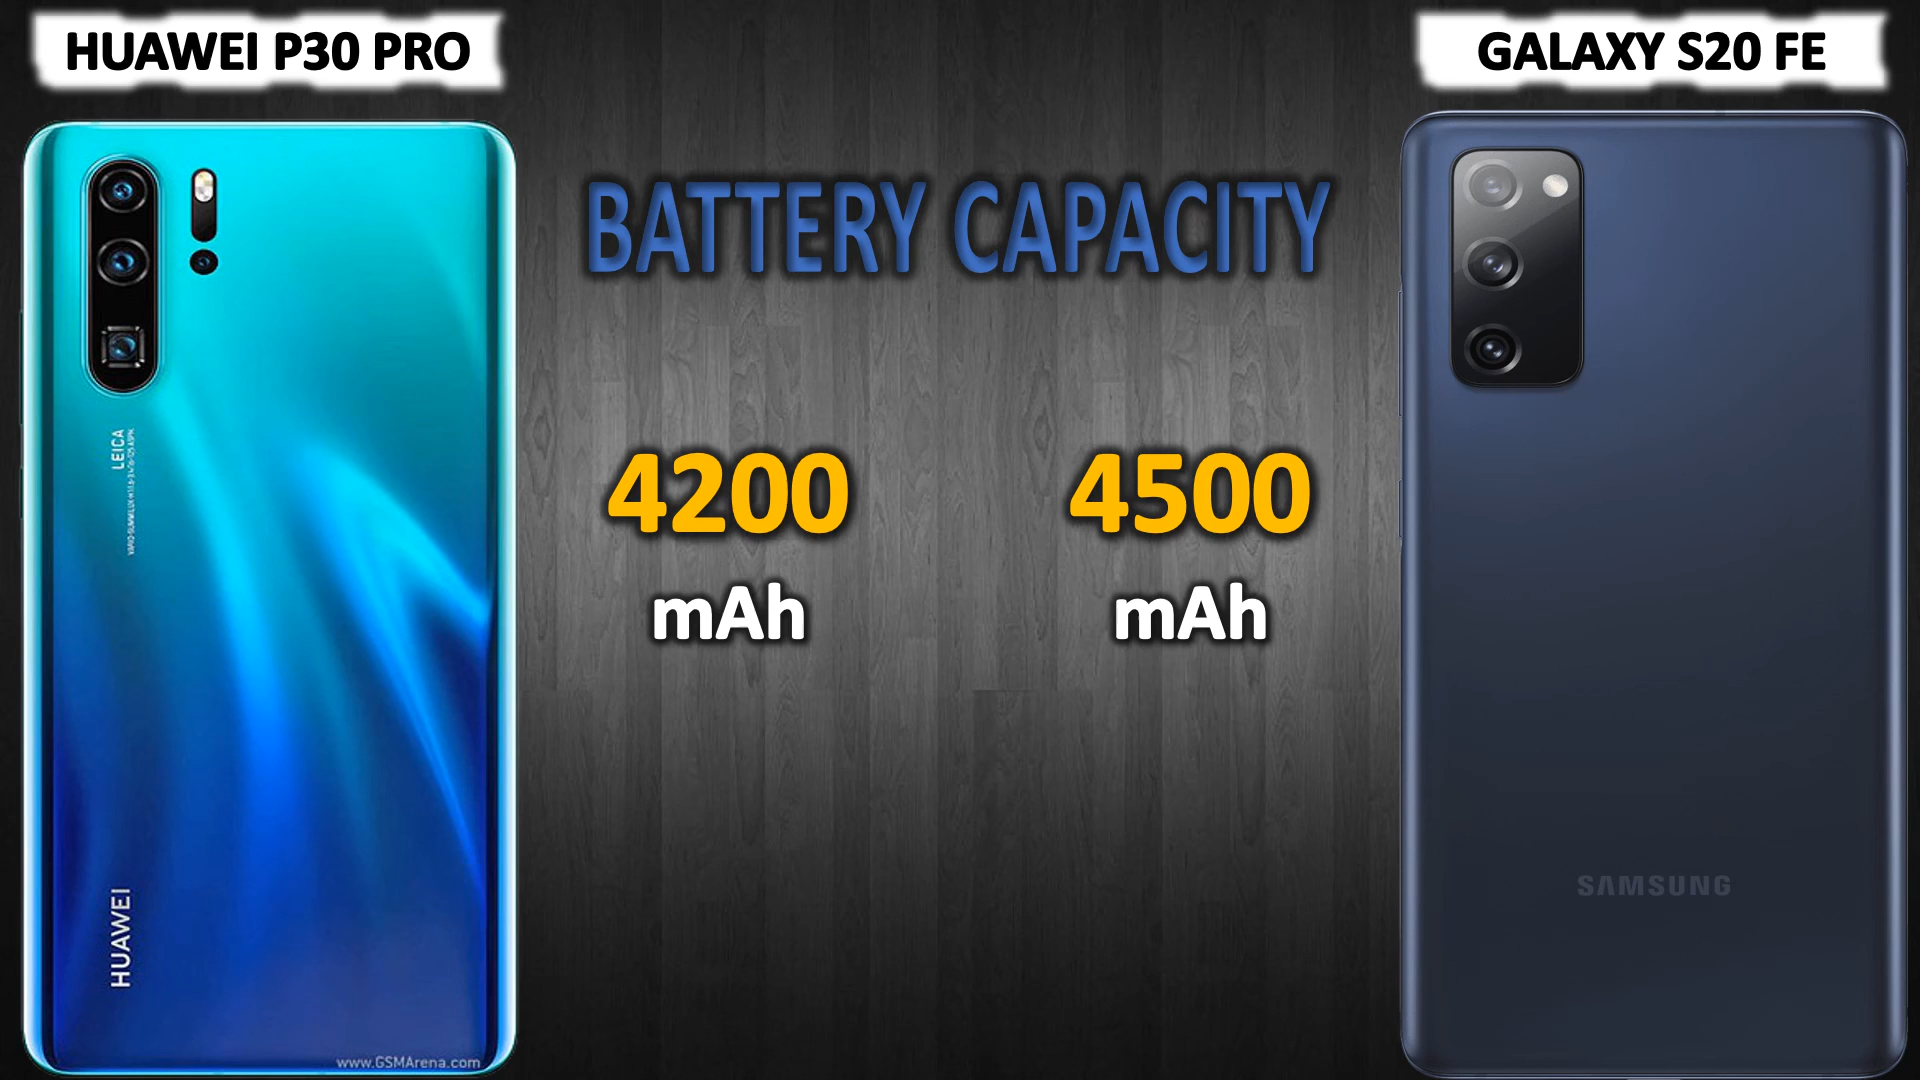 HUAWEI P30 PRO
GALAXY S20 FE
BATTERY CAPACITY
4200
mAh
4500
mAh
LEICA
HUAWEI
SAMSUNG
www.GSMArena.com